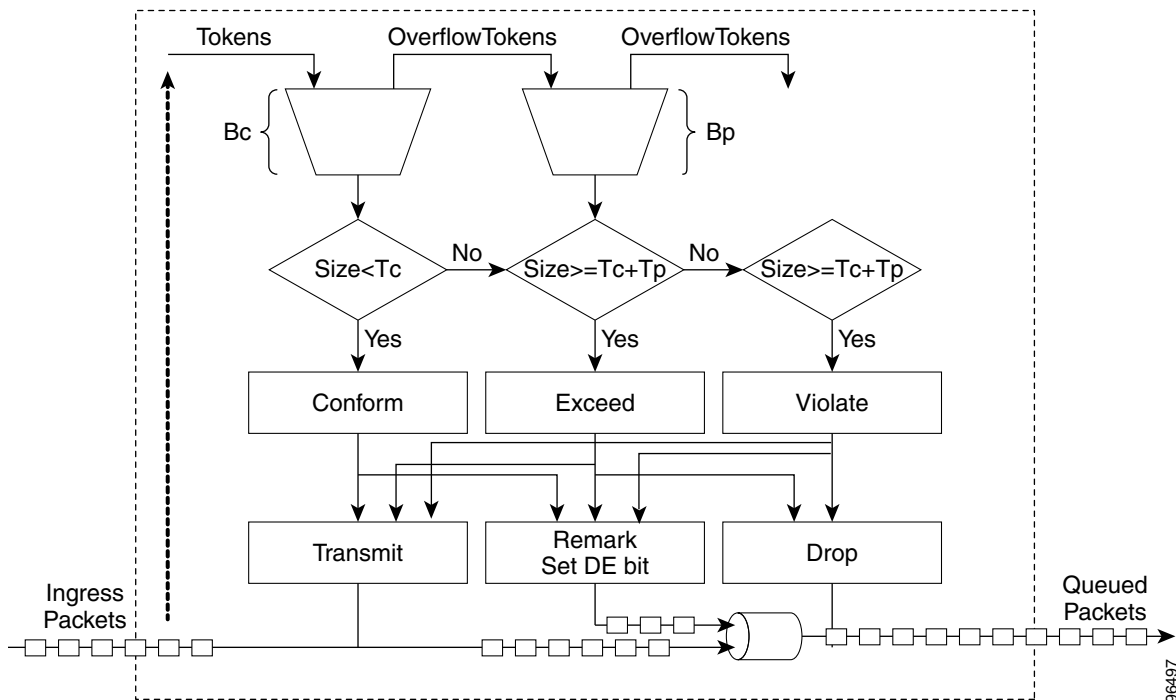 Tokens
OverflowTokens
OverflowTokens
Bc
Bp
Size<Tc
No
Size>=Tc+Tp
No
Size>=Tc+Tp
Yes
Yes
Yes
Conform
Exceed
Violate
Transmit
Remark
Set DE bit
Drop
Ingress
Packets
Queued
Packets
99497